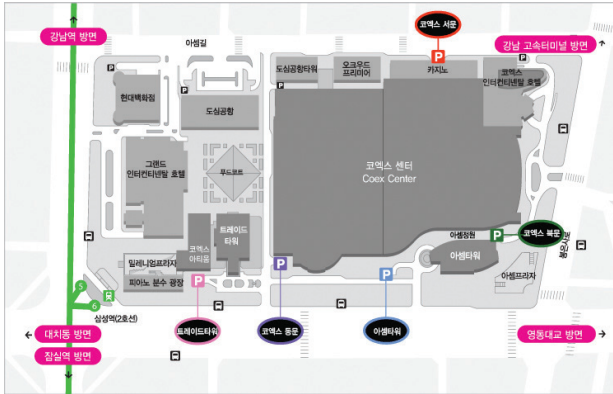 코엑스 서문
P
강남역 방면
아셈길
강남 고속터미널 방면
P
도심공항타워
오크우드
프리미어
카지노
코엑스
인터컨티넨탈 호텔
현대백화점
도심공항
코엑스 센터
Coex Center
그랜드
인터컨티넨탈 호텔
푸드코트
트레이드
타워
코엑스
아티움
아셈정원
P
코엑스 북문
봉은사로
밀레니엄프라자
피아노 분수 광장
아셈타워
아셈프라자
P
P
P
5
6
삼성역(2호선)
트레이드타워
코엑스 동문
아셈타워
대치동 방면
잠실역 방면
영동대교 방면